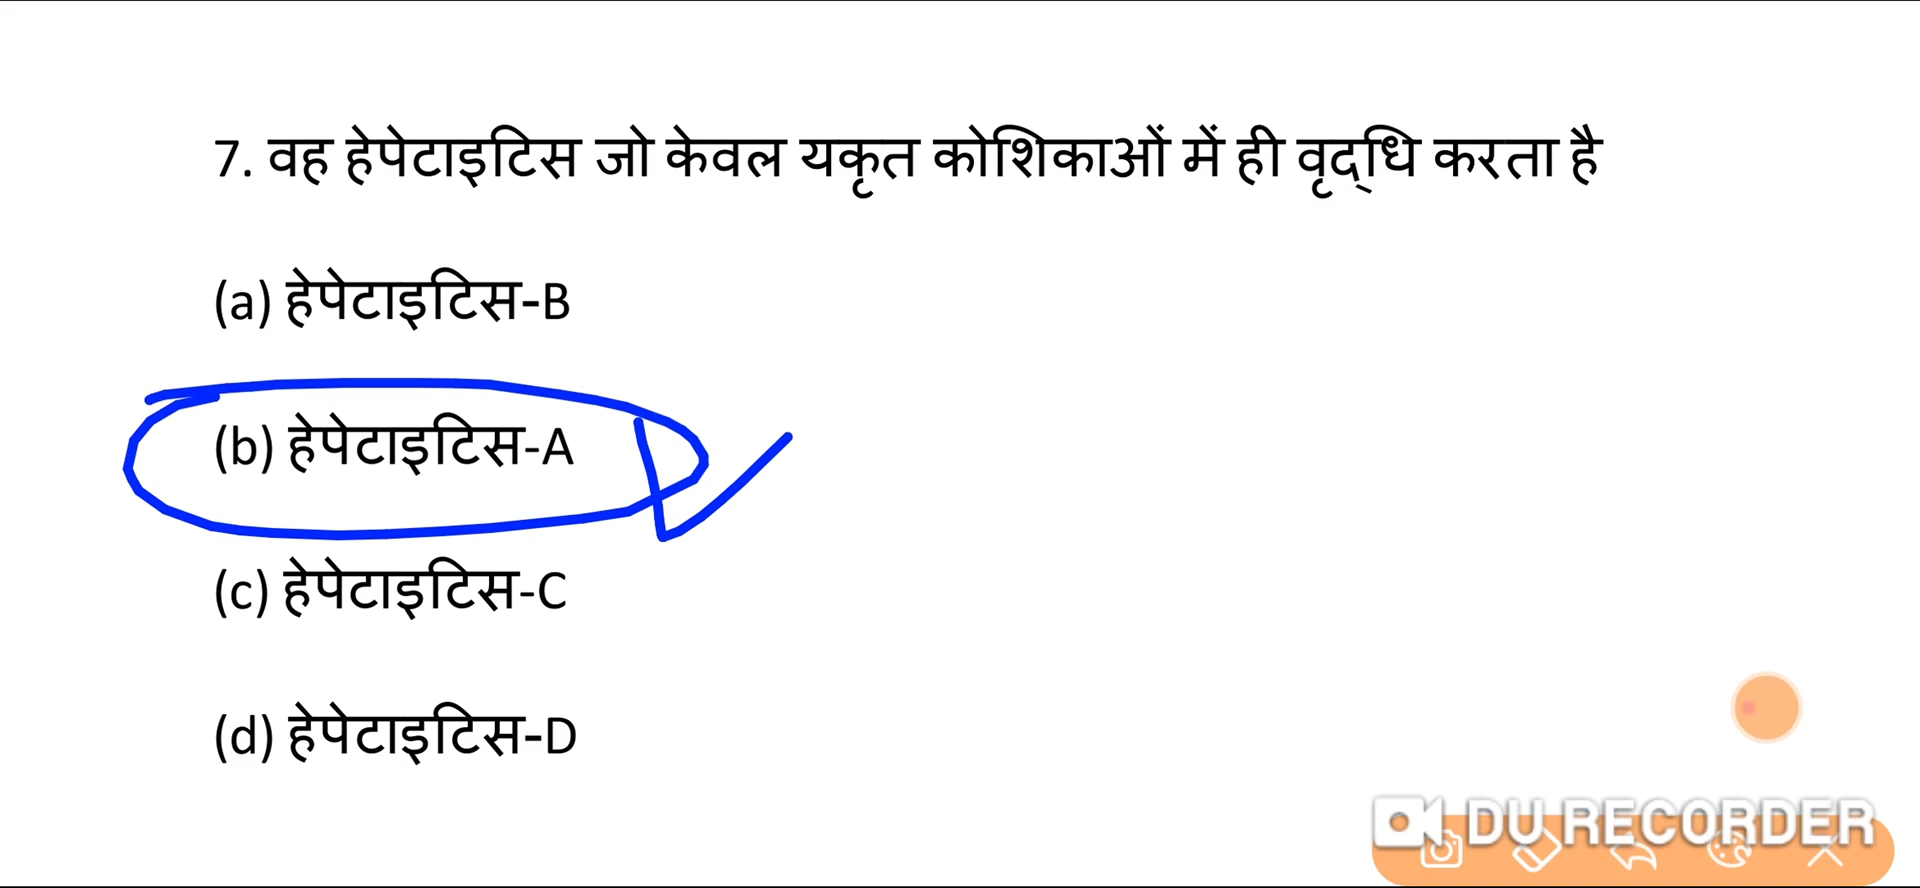 7. वह हेपेटाइटिस जो केवल यकृत कोशिकाओं में ही वृद्‌धि करता है
(a) हेपेटाइटिस-B
(b) हेपेटाइटिस-A
(c) हेपेटाइटिस-C
(d) हेपेटाइटिस-D
DU RECORDER